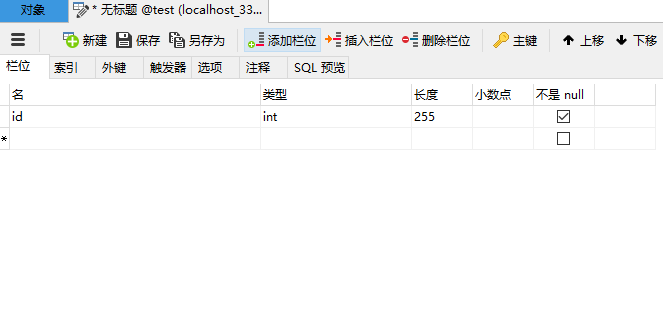 对象 * 无标题 @test (localhost_33...
新建 保存 另存为 添加栏位 插入栏位 删除栏位 主键 上移 下移
栏位 索引 外键 触发器 选项 注释 SQL 预览
名 类型 长度 小数点 不是 null
id int 255
*